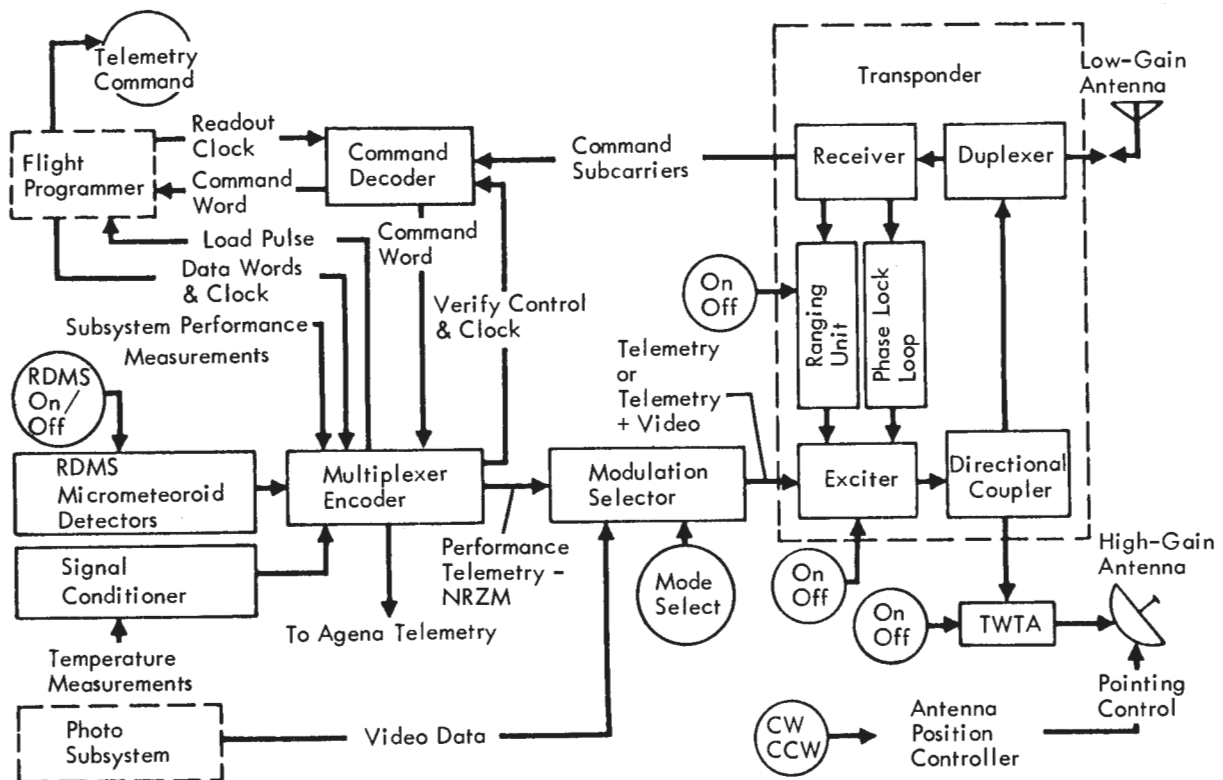 Telemetry
Command
Transponder
Low-Gain
Antenna
Readout
Clock
Flight
Programmer
Command
Decoder
Command
Subcarriers
Receiver
Duplexer
Command
Word
Load Pulse
Command
Word
Data Words
& Clock
Verify Control
& Clock
On
Off
Ranging
Unit
Phase Lock
Loop
Subsystem Performance
Measurements
Telemetry
or
Telemetry
+ Video
RDMS
On/
Off
RDMS
Micrometeoroid
Detectors
Multiplexer
Encoder
Modulation
Selector
Exciter
Directional
Coupler
Signal
Conditioner
Performance
Telemetry -
NRZM
Mode
Select
On
Off
High-Gain
Antenna
On
Off
TWTA
To Agena Telemetry
Temperature
Measurements
Photo
Subsystem
Video Data
CW
CCW
Antenna
Position
Controller
Pointing
Control